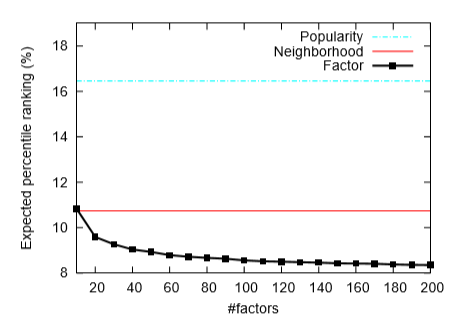 Popularity
Neighborhood
Factor
Expected percentile ranking (%)
18
16
14
12
10
8
20 40 60 80 100 120 140 160 180 200
#factors